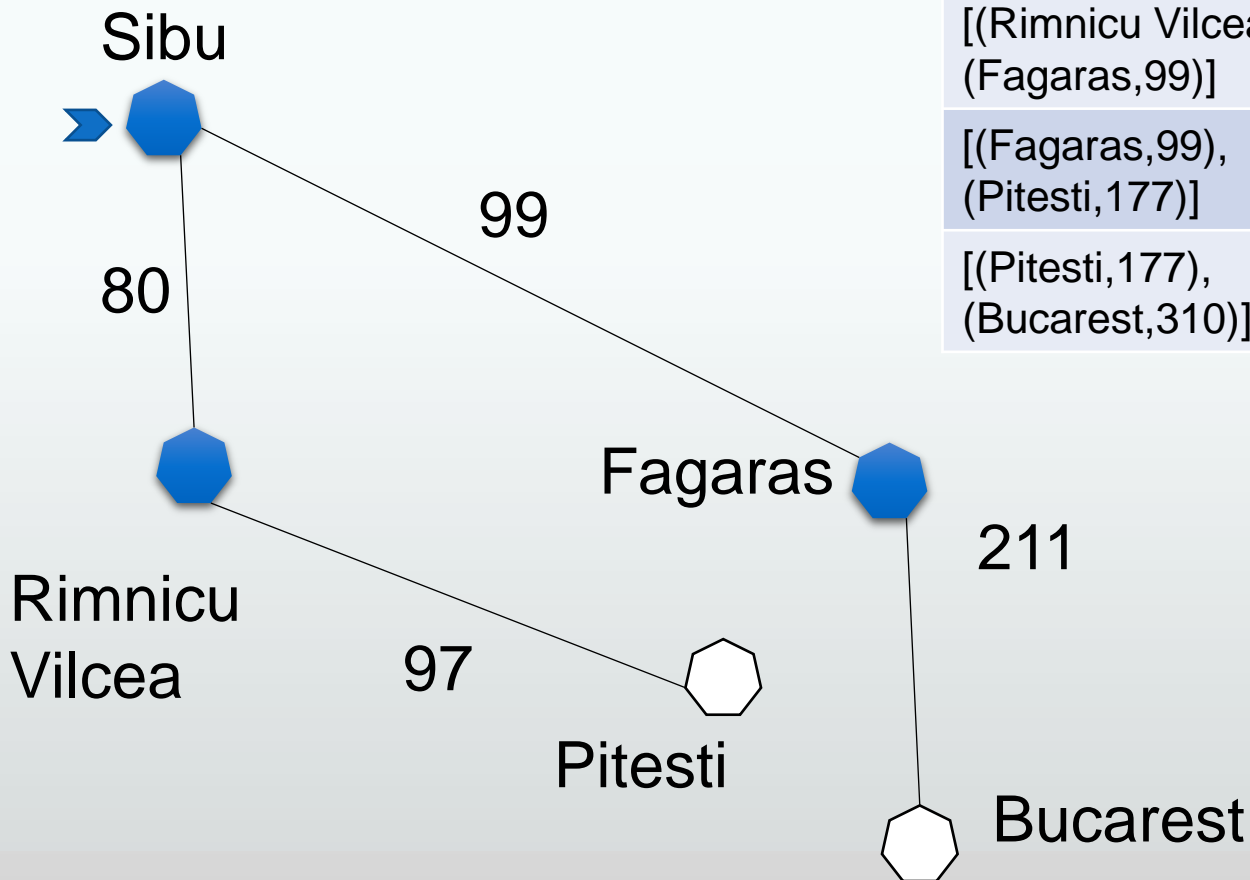 Sibu
[(Rimnicu
(Fagaras,99)]
[(Fagaras,99),
(Pitesti,177)]
[(Pitesti,177),
(Bucarest,310)]
99
80
Fagaras
211
Rimnicu
Vilcea
97
Pitesti
Bucarest